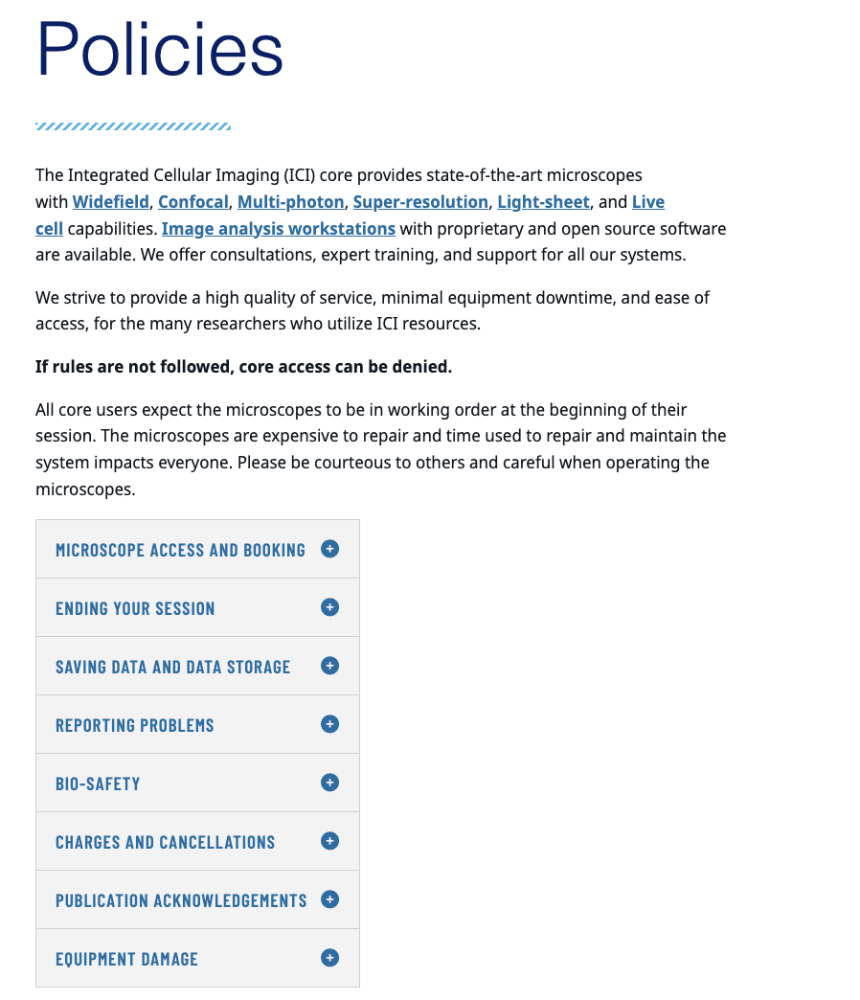 Policies
The Integrated Cellular Imaging (ICI) core provides state-of-the-art microscopes
with Widefield, Confocal, Multi-photon, Super-resolution, Light-sheet, and Live
cell capabilities. Image analysis workstations with proprietary and open source software
are available. We offer consultations, expert training, and support for all our systems.
We strive to provide a high quality of service, minimal equipment downtime, and ease of
access, for the many researchers who utilize ICI resources.
If rules are not followed, core access can be denied.
All core users expect the microscopes to be in working order at the beginning of their
session. The microscopes are expensive to repair and time used to repair and maintain the
system impacts everyone. Please be courteous to others and careful when operating the
microscopes.
MICROSCOPE ACCESS AND BOOKING
ENDING YOUR SESSION
SAVING DATA AND DATA STORAGE
REPORTING PROBLEMS
BIO-SAFETY
CHARGES AND CANCELLATIONS
PUBLICATION ACKNOWLEDGEMENTS
EQUIPMENT DAMAGE